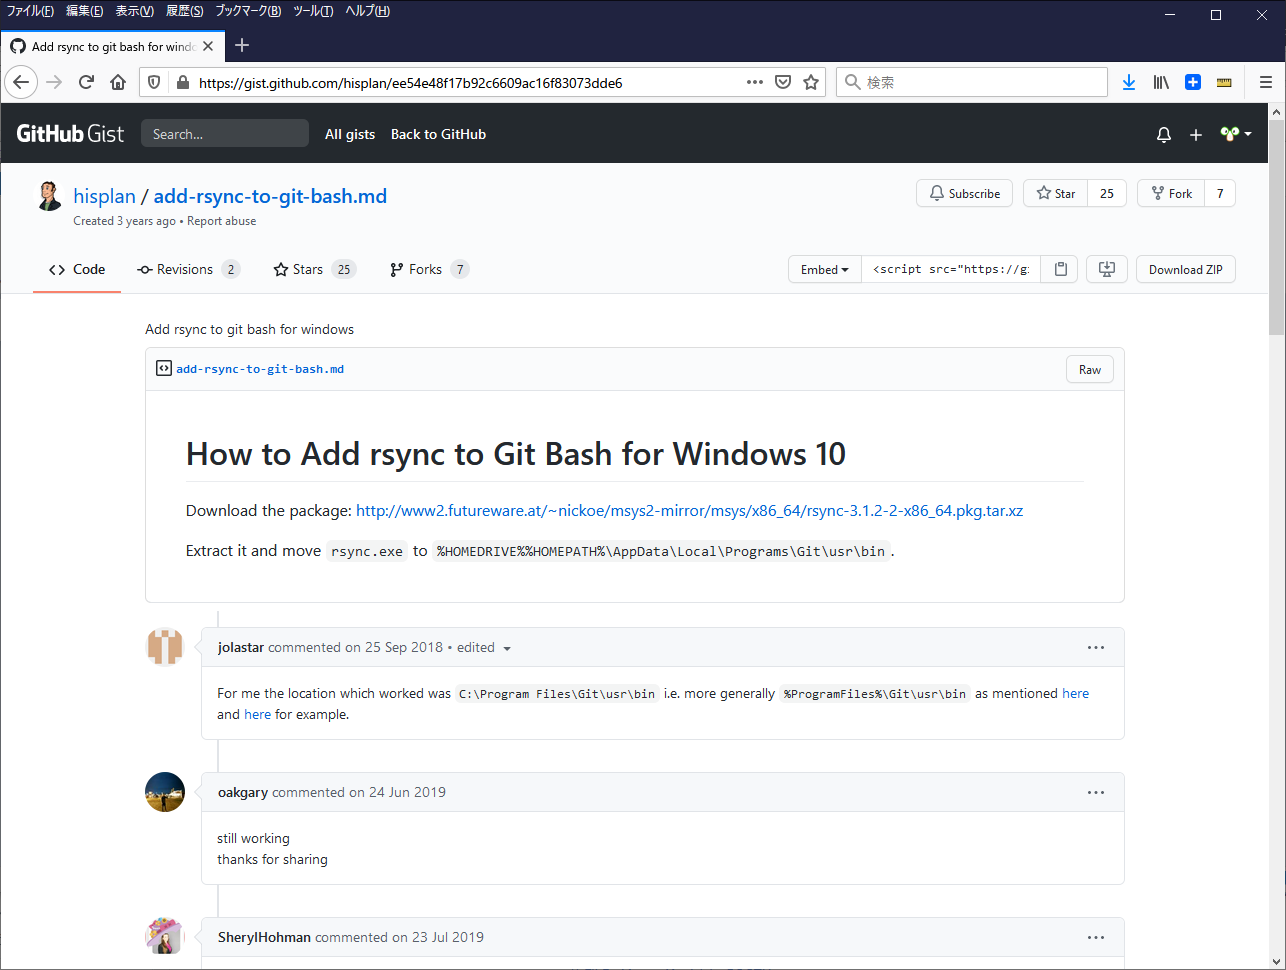 ファイル(F) 編集(E) 表示(V) 履歴(S) ブックマーク(B) ツール(T) ヘルプ(H)
Add rsync to git bash for windo
https://gist.github.com/hisplan/ee54e48f17b92c6609ac16f83073dde6
検索
GitHub Gist Search... All gists Back to GitHub
hisplan / add-rsync-to-git-bash.md
Subscribe Star 25 Fork 7
Created 3 years ago • Report abuse
Code Revisions 2 Stars 25 Forks 7
Embed <script src="https://gi Download ZIP
Add rsync to git bash for windows
add-rsync-to-git-bash.md Raw
How to Add rsync to Git Bash for Windows 10
Download the package: http://www2.futureware.at/~nickoe/msys2-mirror/msys/x86_64/rsync-3.1.2-2-x86_64.pkg.tar.xz
Extract it and move rsync.exe to %HOMEDRIVE%%HOMEPATH%\AppData\Local\Programs\Git\usr\bin.
jolastar commented on 25 Sep 2018 • edited
For me the location which worked was C:\Program Files\Git\usr\bin i.e. more generally %ProgramFiles%\Git\usr\bin as mentioned here
and here for example.
oakgary commented on 24 Jun 2019
still working
thanks for sharing
SherylHohman commented on 23 Jul 2019